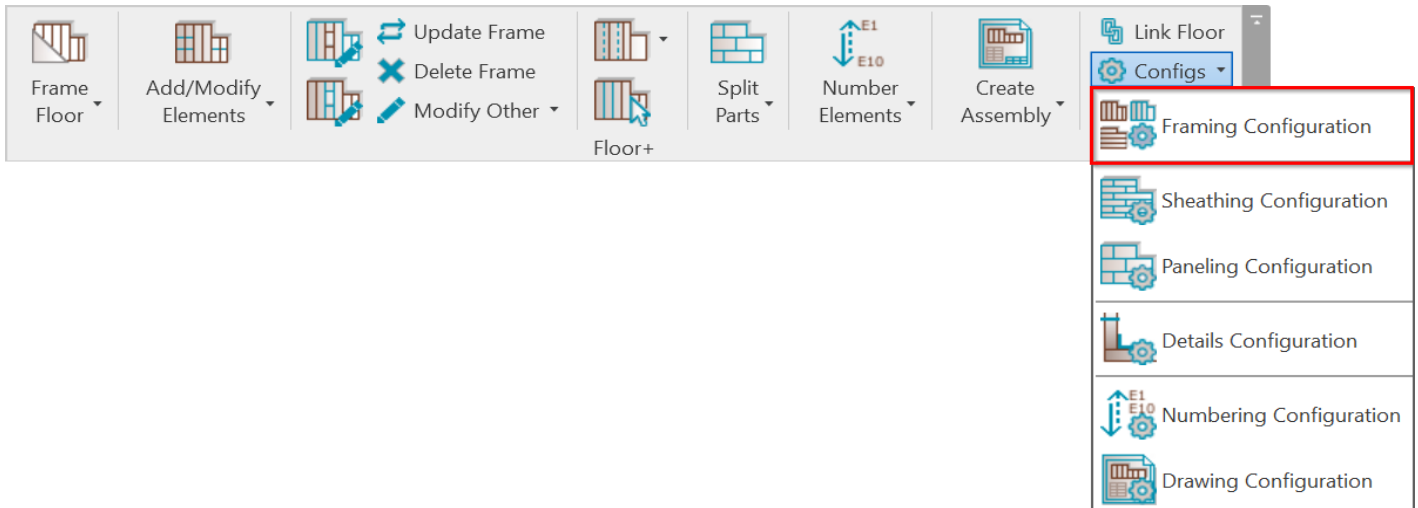 Frame
Floor
Add/Modify
Elements
Update Frame
Delete Frame
Modify Other
Split
Parts
E1
E10
Number
Elements
Create
Assembly
Link Floor
Configs
Floor+
Framing Configuration
Sheathing Configuration
Paneling Configuration
Details Configuration
E1
E10
Numbering Configuration
Drawing Configuration